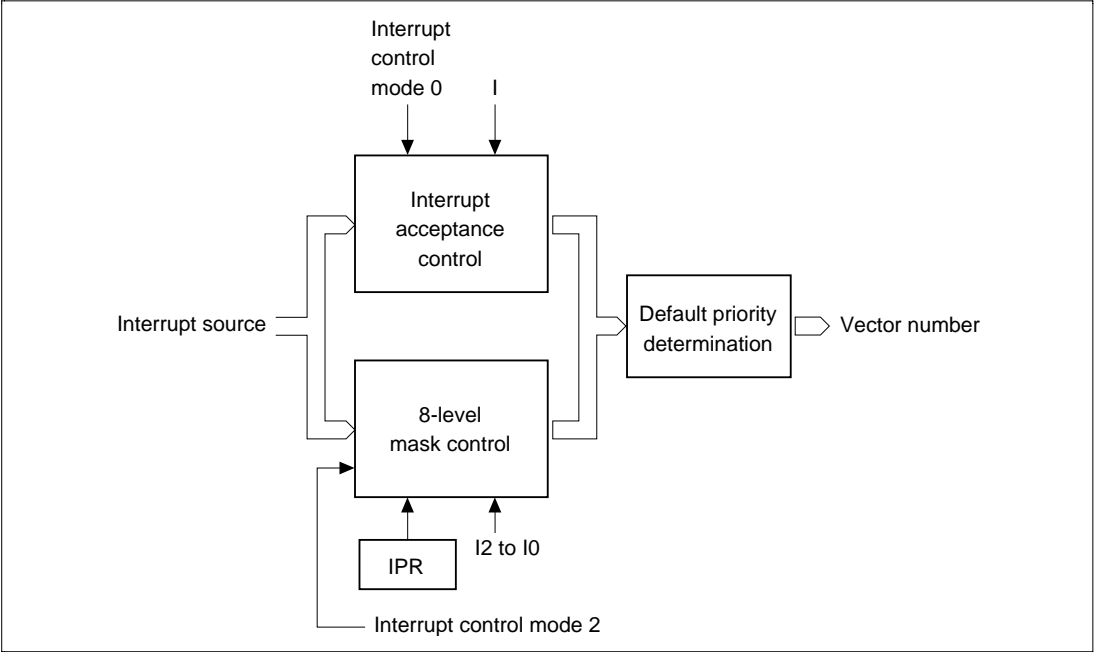 Interrupt
control
mode 0
I
Interrupt
acceptance
control
Interrupt source
Default priority
determination
Vector number
8-level
mask control
I2 to I0
IPR
Interrupt control mode 2